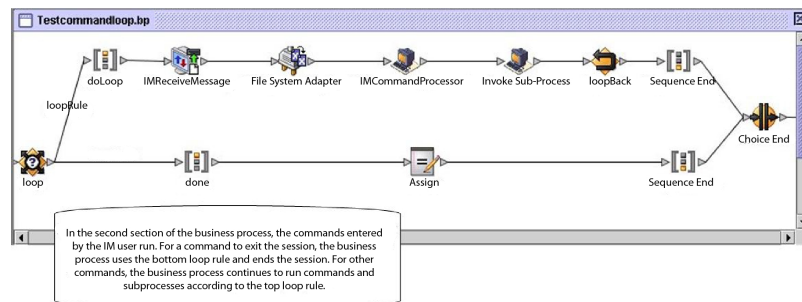 Testcommandloop.bp
doLoop
IMReceiveMessage
File System Adapter
IMCommandProcessor
Invoke Sub-Process
loopBack
Sequence End
loopRule
Choice End
loop
done
Assign
Sequence End
In the second section of the business process, the commands entered
by the IM user run. For a command to exit the session, the business
process uses the bottom loop rule and ends the session. For other
commands, the business process continues to run commands and
subprocesses according to the top loop rule.